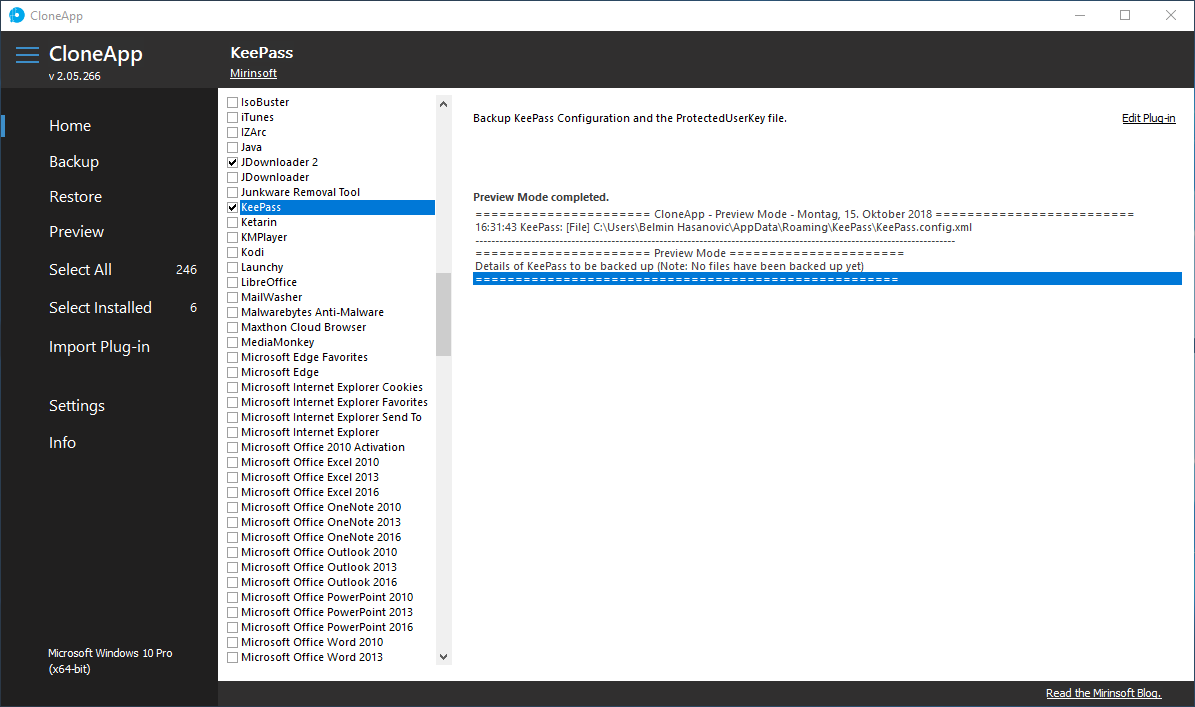 CloneApp
CloneApp
v 2.05.266
KeePass
Mirinsoft
Home
Backup
Restore
Preview
Select All 246
Select Installed 6
Import Plug-in
Settings
Info
Microsoft Windows 10 Pro
(x64-bit)
IsoBuster
iTunes
IZArc
Java
JDownloader 2
JDownloader
Junkware Removal Tool
KeePass
Ketarin
KMPlayer
Kodi
Launchy
LibreOffice
MailWasher
Malwarebytes Anti-Malware
Maxthon Cloud Browser
MediaMonkey
Microsoft Edge Favorites
Microsoft Edge
Microsoft Internet Explorer Cookies
Microsoft Internet Explorer Favorites
Microsoft Internet Explorer Send To
Microsoft Internet Explorer
Microsoft Office 2010 Activation
Microsoft Office Excel 2010
Microsoft Office Excel 2013
Microsoft Office Excel 2016
Microsoft Office OneNote 2010
Microsoft Office OneNote 2013
Microsoft Office OneNote 2016
Microsoft Office Outlook 2010
Microsoft Office Outlook 2013
Microsoft Office Outlook 2016
Microsoft Office PowerPoint 2010
Microsoft Office PowerPoint 2013
Microsoft Office PowerPoint 2016
Microsoft Office Word 2010
Microsoft Office Word 2013
Backup KeePass Configuration and the ProtectedUserKey file.
Edit Plug-in
Preview Mode completed.
====================== CloneApp - Preview Mode - Montag, 15. Oktober 2018 =========================
16:31:43 KeePass: [File] C:\Users\Belmin Hasanovic\AppData\Roaming\KeePass\KeePass.config.xml
------------------------------------------------------------------------------------------------------------------------
====================== Preview Mode ======================
Details of KeePass to be backed up (Note: No files have been backed up yet)
=====================================================
Read the Mirinsoft Blog.